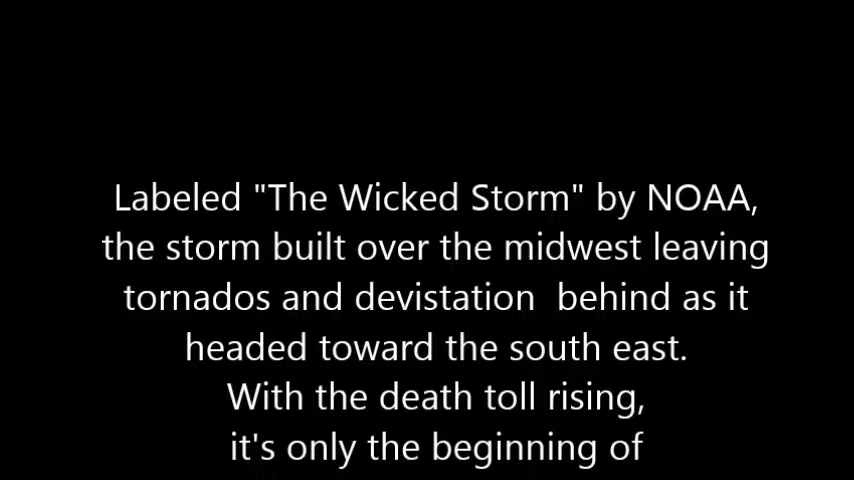 Labeled "The Wicked Storm" by NOAA,
the storm built over the midwest leaving
tornados and devistation  behind as it
headed toward the south east.
With the death toll rising,
it's only the beginning of